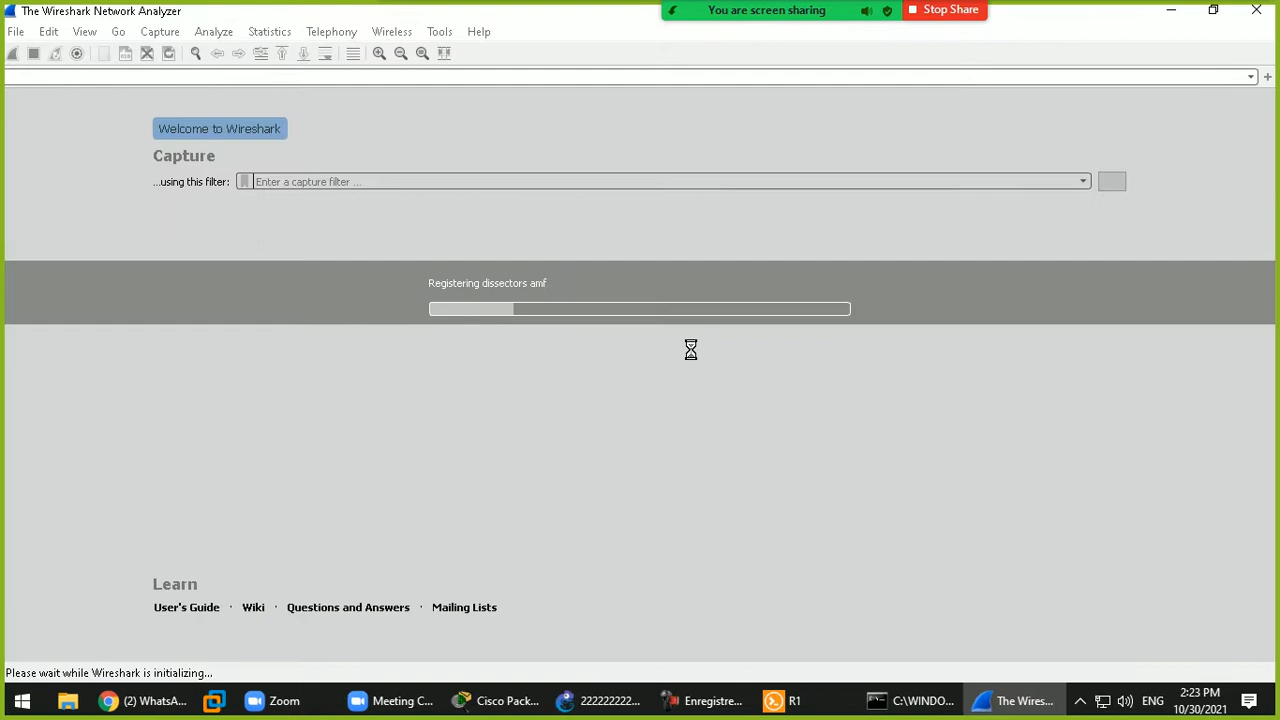 The Wireshark Network Analyzer
You are screen sharing
Stop Share
File Edit View Go Capture Analyze Statistics Telephony Wireless Tools Help
Welcome to Wireshark
Capture
...using this filter: Enter a capture filter ...
Registering dissectors amf
Learn
User's Guide · Wiki · Questions and Answers · Mailing Lists
Please wait while Wireshark is initializing...
(2) WhatsA...
Zoom
Meeting C...
Cisco Pack...
222222222...
Enregistre...
R1
C:\WINDO...
The Wires...
ENG
2:23 PM
10/30/2021